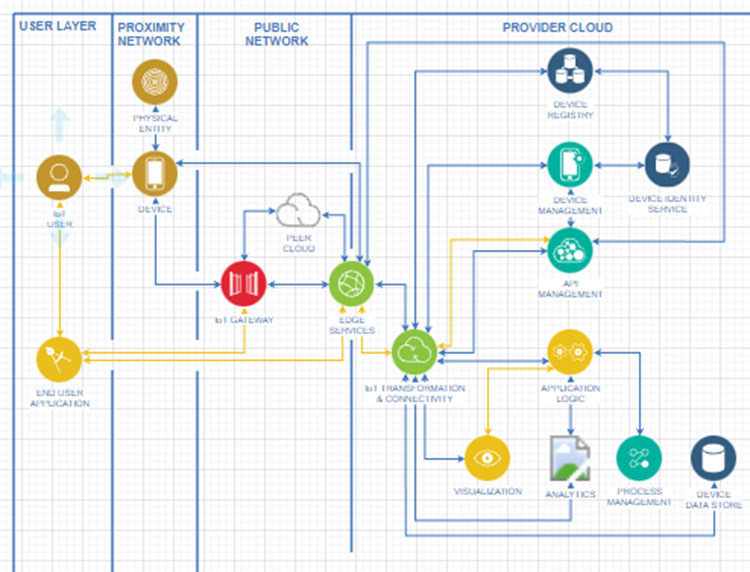 USER LAYER
PROXIMITY
NETWORK
PUBLIC
NETWORK
PROVIDER CLOUD
PHYSICAL
ENTITY
DEVICE
REGISTRY
IoT
USER
DEVICE
DEVICE
MANAGEMENT
DEVICE IDENTITY
SERVICE
PEER
CLOUD
API
MANAGEMENT
IoT GATEWAY
EDGE
SERVICES
END USER
APPLICATION
IoT TRANSFORMATION
& CONNECTIVITY
APPLICATION
LOGIC
VISUALIZATION
ANALYTICS
PROCESS
MANAGEMENT
DEVICE
DATA STORE